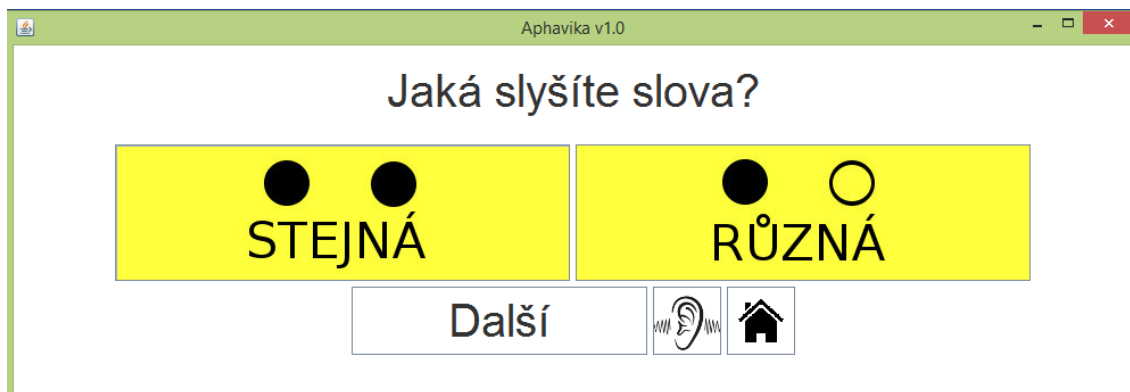 Aphavika v1.0
Jaká slyšíte slova?
STEJNÁ
RŮZNÁ
Další